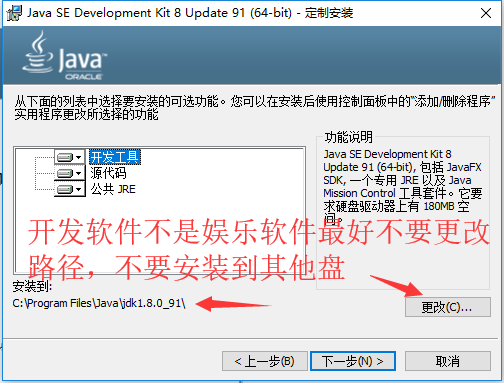 Java SE Development Kit 8 Update 91 (64-bit) - 定制安装
Java
ORACLE
从下面的列表中选择要安装的可选功能。您可以在安装后使用控制面板中的“添加/删除程序”
实用程序更改所选择的功能
开发工具
源代码
公共 JRE
功能说明
Java SE Development Kit 8
Update 91 (64-bit), 包括 JavaFX
SDK, 一个专用 JRE 以及 Java
Mission Control 工具套件。它要
求硬盘驱动器上有 180MB 空
间。
开发软件不是娱乐软件最好不要更改
路径，不要安装到其他盘
安装到:
C:\Program Files\Java\jdk1.8.0_91\
更改(C)...
< 上一步(B)
下一步(N) >
取消